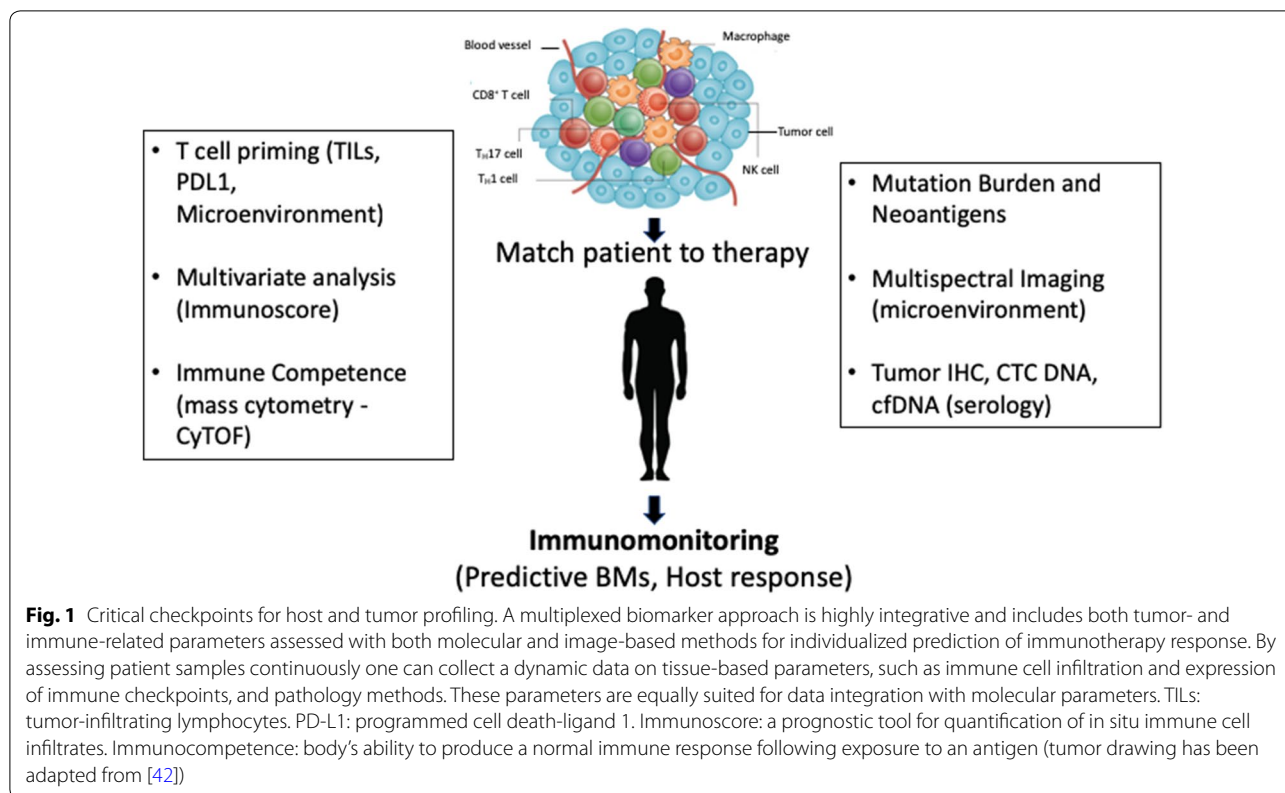 Macrophage
Blood vessel
CD8⁺ T cell
Tumor cell
TH17 cell
NK cell
TH1 cell
• T cell priming (TILs,
PDL1,
Microenvironment)
• Multivariate analysis
(Immunoscore)
• Immune Competence
(mass cytometry -
CyTOF)
Match patient to therapy
• Mutation Burden and
Neoantigens
• Multispectral Imaging
(microenvironment)
• Tumor IHC, CTC DNA,
cfDNA (serology)
Immunomonitoring
(Predictive BMs, Host response)
Fig. 1 Critical checkpoints for host and tumor profiling. A multiplexed biomarker approach is highly integrative and includes both tumor- and
immune-related parameters assessed with both molecular and image-based methods for individualized prediction of immunotherapy response. By
assessing patient samples continuously one can collect a dynamic data on tissue-based parameters, such as immune cell infiltration and expression
of immune checkpoints, and pathology methods. These parameters are equally suited for data integration with molecular parameters. TILs:
tumor-infiltrating lymphocytes. PD-L1: programmed cell death-ligand 1. Immunoscore: a prognostic tool for quantification of in situ immune cell
infiltrates. Immunocompetence: body's ability to produce a normal immune response following exposure to an antigen (tumor drawing has been
adapted from [42])